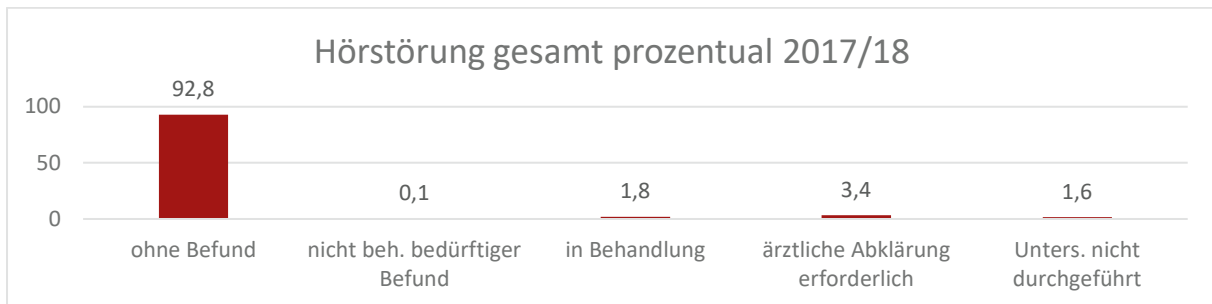 Hörstörung gesamt prozentual 2017/18
92,8
100
50
0,1
1,8
3,4
1,6
0
ohne Befund
nicht beh. bedürftiger
Befund
in Behandlung
ärztliche Abklärung
erforderlich
Unters. nicht
durchgeführt